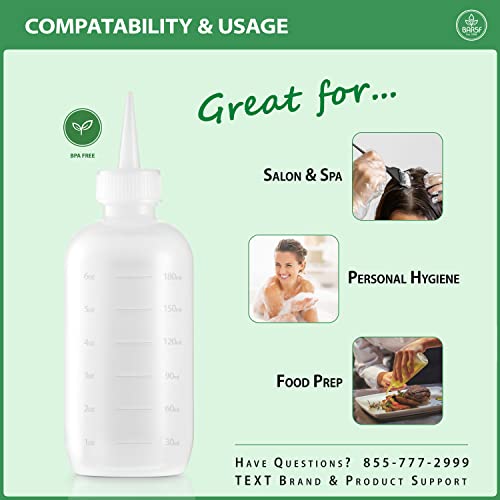 COMPATABILITY & USAGE
BARSF
Great for...
BPA FREE
SALON & SPA
PERSONAL HYGIENE
FOOD PREP
6oz 180ml
5oz 150ml
4oz 120ml
3oz 90ml
2oz 60ml
1oz 30ml
HAVE QUESTIONS? 855-777-2999
TEXT BRAND & PRODUCT SUPPORT